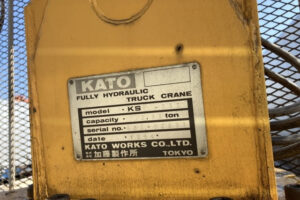 KATO
FULLY HYDRAULIC
TRUCK CRANE
model · KS
capacity · ton
serial no. ·
date ·
KATO WORKS CO., LTD.
株式会社 加藤製作所 TOKYO